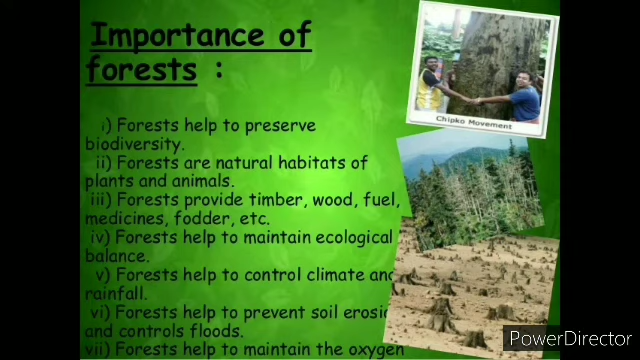 Importance of
forests :
i) Forests help to preserve
biodiversity.
ii) Forests are natural habitats of
plants and animals.
iii) Forests provide timber, wood, fuel,
medicines, fodder, etc.
iv) Forests help to maintain ecological
balance.
v) Forests help to control climate and
rainfall.
vi) Forests help to prevent soil erosio
and controls floods.
vii) Forests help to maintain the oxygen
Chipko Movement
PowerDirector